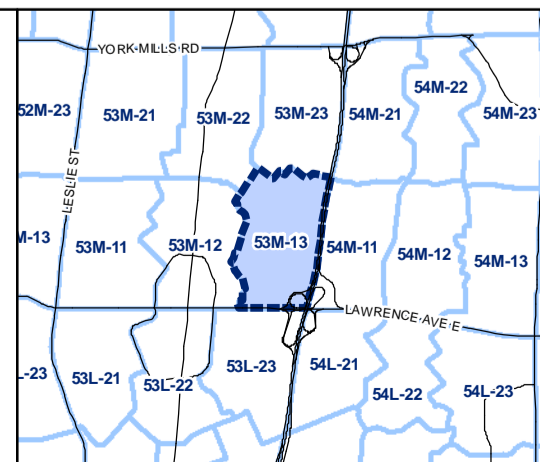 YORK MILLS RD
54M-22
52M-23
53M-21
53M-22
53M-23
54M-21
54M-23
LESLIE ST
M-13
53M-11
53M-12
53M-13
54M-11
54M-12
54M-13
LAWRENCE AVE E
L-23
53L-21
53L-22
53L-23
54L-21
54L-22
54L-23